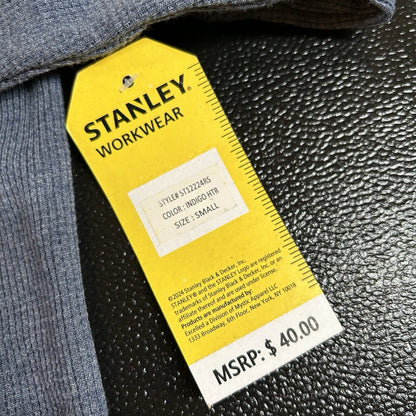 STANLEY®
WORKWEAR
STYLE# ST12224RS
COLOR : INDIGO HTR
SIZE : SMALL
©2024 Stanley Black & Decker, Inc.
STANLEY® and the STANLEY Logo are registered
trademarks of Stanley Black & Decker, Inc. or an
affiliate thereof and are used under license.
Products are manufactured by:
Excelled a Division of Mystic Apparel LLC
1333 Broadway, 6th Floor, New York, NY 10018
MSRP: $ 40.00